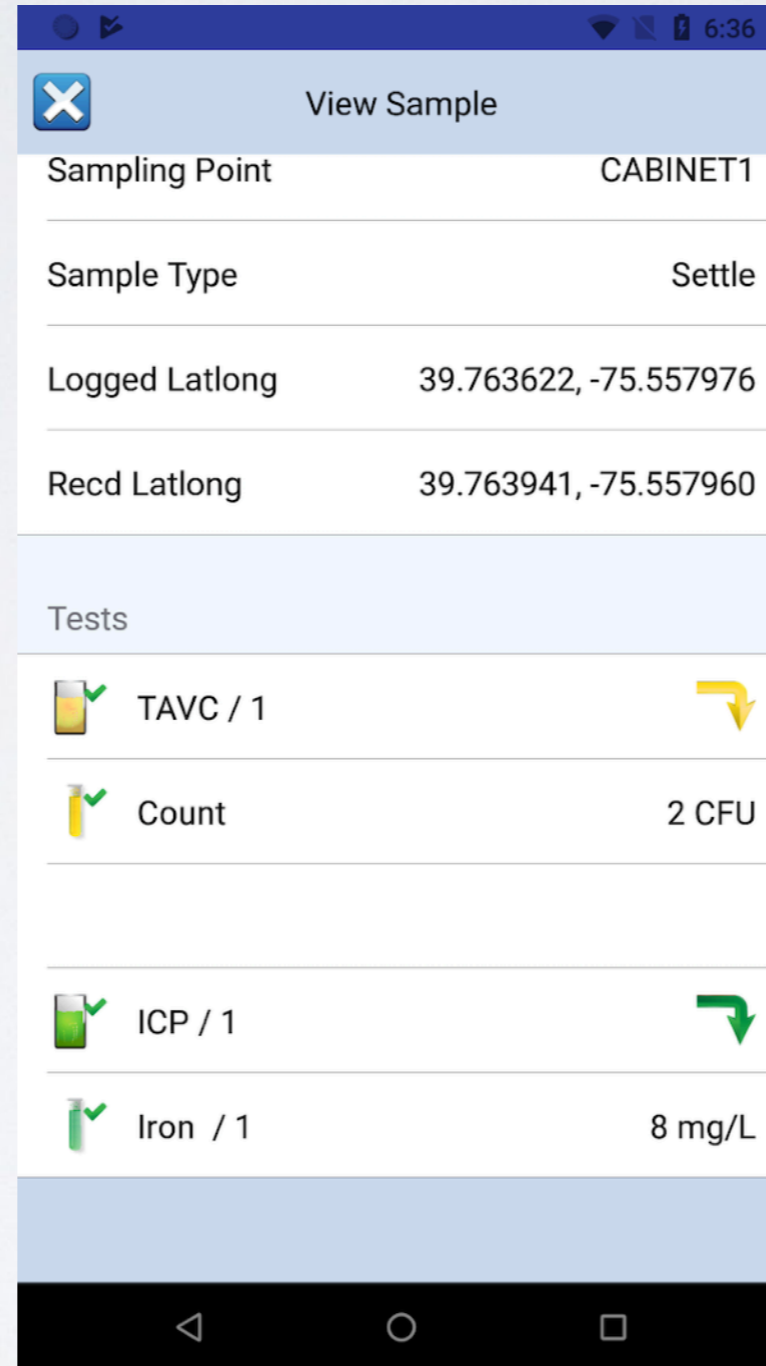 6:36
View Sample
Sampling Point CABINET1
Sample Type Settle
Logged Latlong 39.763622, -75.557976
Recd Latlong 39.763941, -75.557960
Tests
TAVC / 1
Count 2 CFU
ICP / 1
Iron / 1 8 mg/L